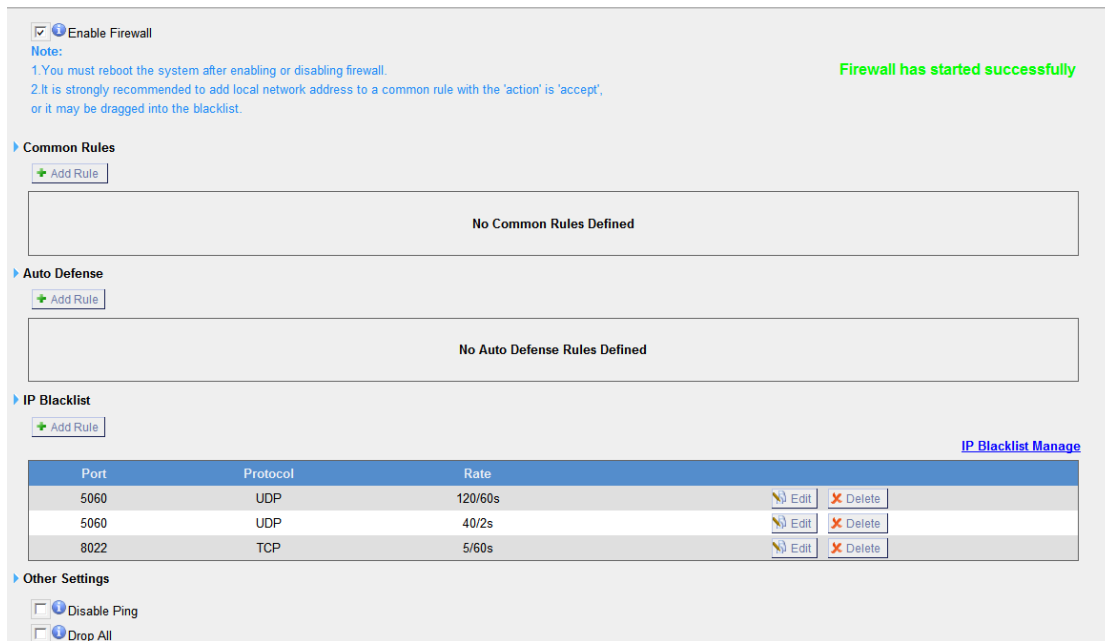 Enable Firewall
Note:
1.You must reboot the system after enabling or disabling firewall.
Firewall has started successfully
2.It is strongly recommended to add local network address to a common rule with the 'action' is 'accept',
or it may be dragged into the blacklist.
Common Rules
Add Rule
No Common Rules Defined
Auto Defense
Add Rule
No Auto Defense Rules Defined
IP Blacklist
Add Rule
IP Blacklist Manage
Port Protocol Rate
5060 UDP 120/60s Edit Delete
5060 UDP 40/2s Edit Delete
8022 TCP 5/60s Edit Delete
Other Settings
Disable Ping
Drop All